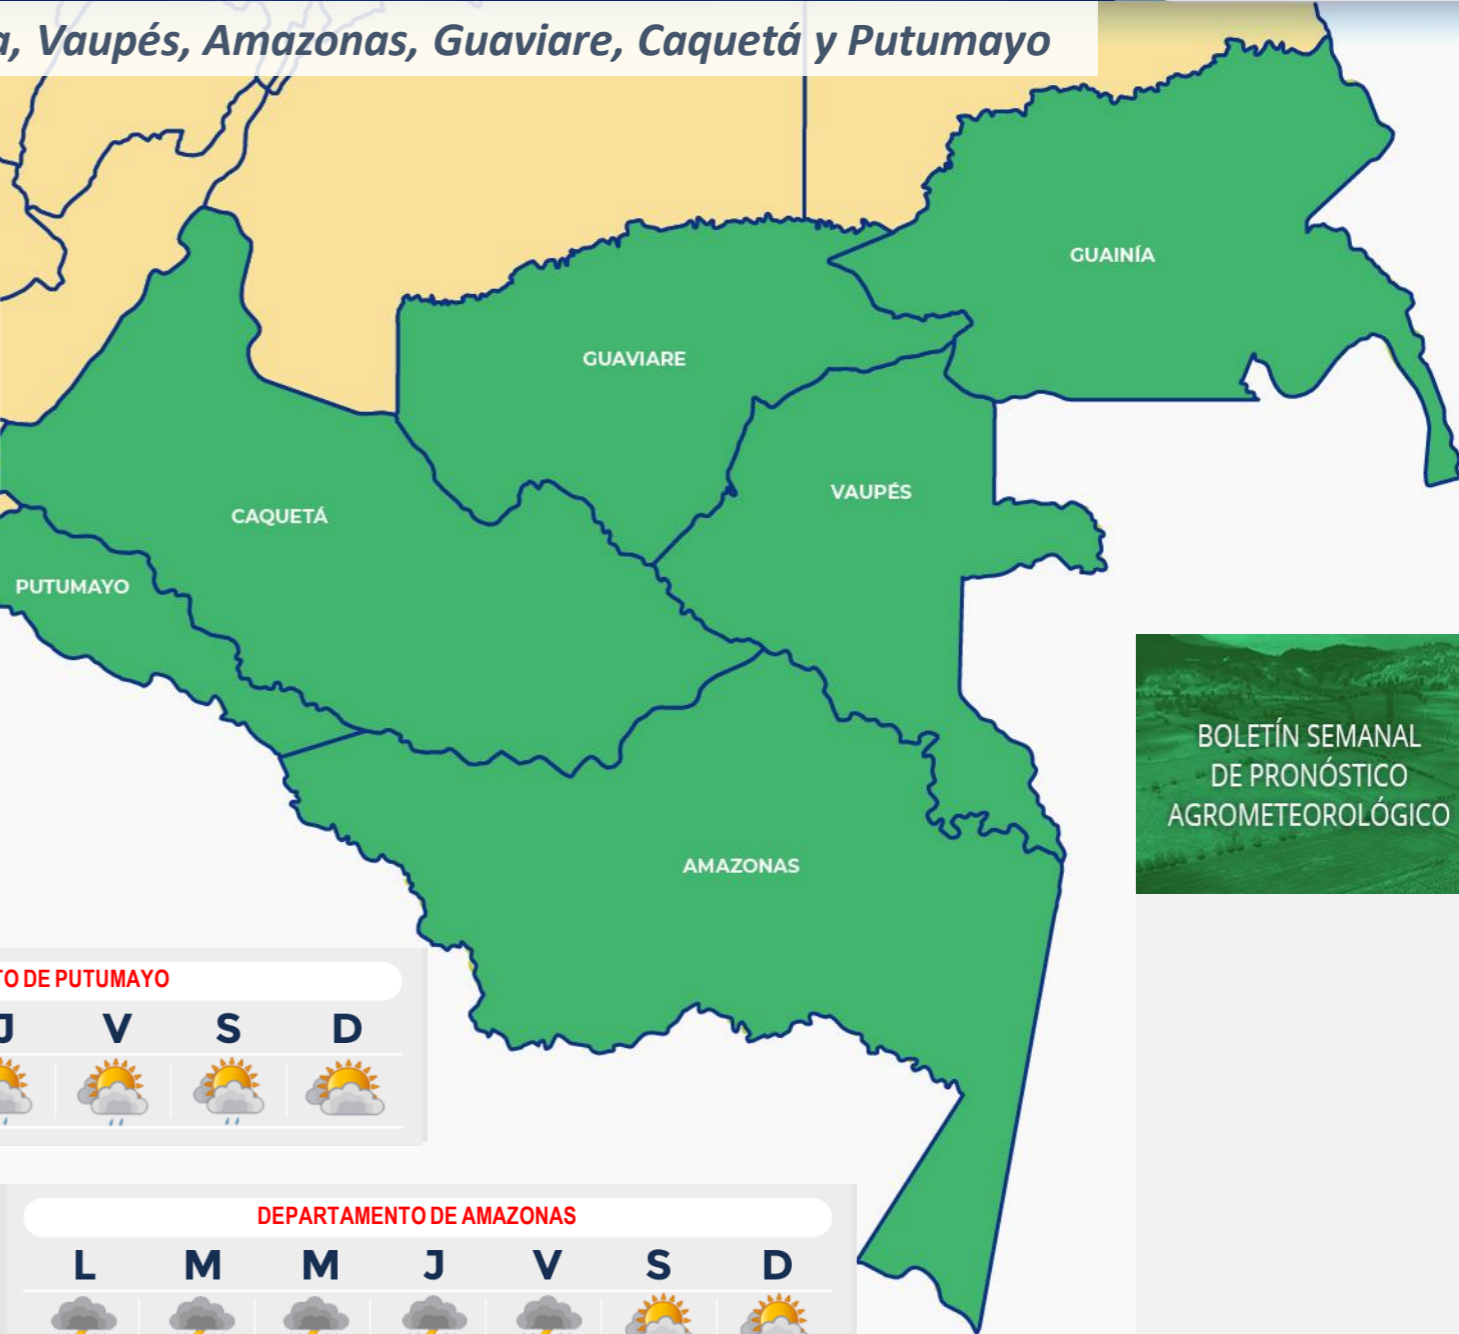 Vaupés, Amazonas, Guaviare, Caquetá y Putumayo
GUAINÍA
GUAVIARE
VAUPÉS
CAQUETÁ
PUTUMAYO
BOLETÍN SEMANAL
DE PRONÓSTICO
AGROMETEOROLÓGICO
AMAZONAS
DE PUTUMAYO
J V S D
DEPARTAMENTO DE AMAZONAS
L M M J V S D